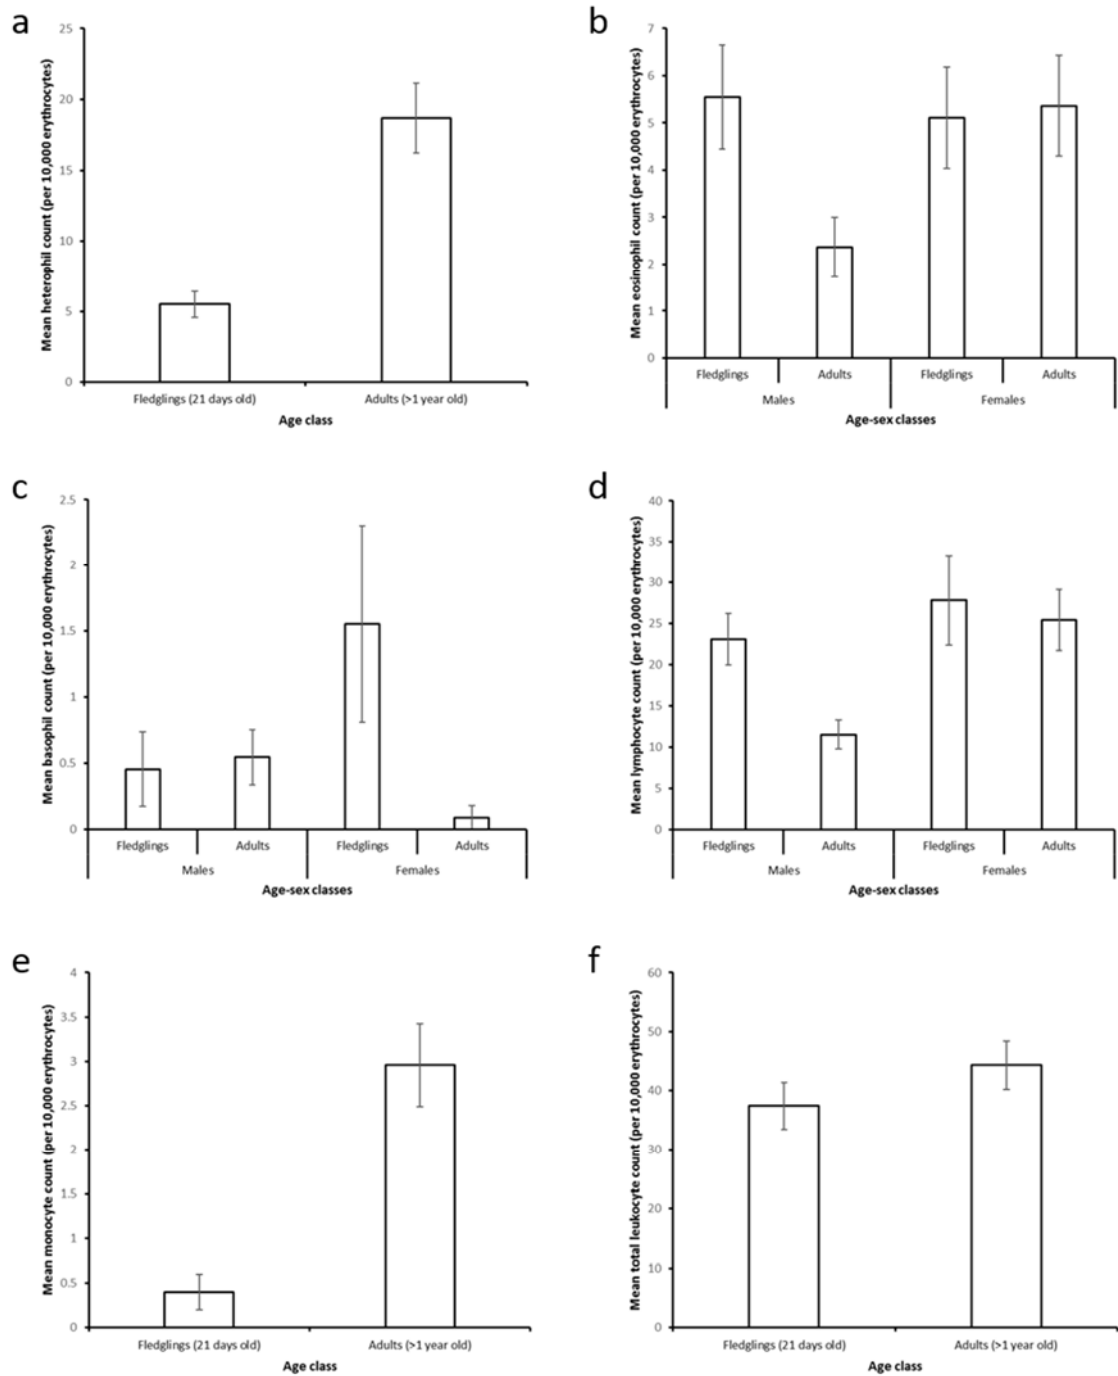 a
Mean heterophil count (per 10,000 erythrocytes)
25
20
15
10
5
0
Fledglings (21 days old) Adults (>1 year old)
Age class
b
Mean eosinophil count (per 10,000 erythrocytes)
7
6
5
4
3
2
1
0
Fledglings Adults Fledglings Adults
Males Females
Age-sex classes
c
Mean basophil count (per 10,000 erythrocytes)
2.5
2
1.5
1
0.5
0
Fledglings Adults Fledglings Adults
Males Females
Age-sex classes
d
Mean lymphocyte count (per 10,000 erythrocytes)
40
35
30
25
20
15
10
5
0
Fledglings Adults Fledglings Adults
Males Females
Age-sex classes
e
Mean monocyte count (per 10,000 erythrocytes)
4
3.5
3
2.5
2
1.5
1
0.5
0
Fledglings (21 days old) Adults (>1 year old)
Age class
f
Mean total leukocyte count (per 10,000 erythrocytes)
60
50
40
30
20
10
0
Fledglings (21 days old) Adults (>1 year old)
Age class